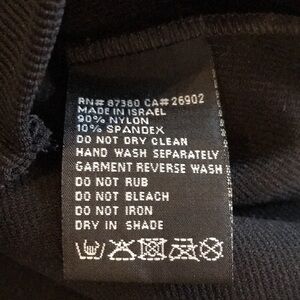 RN# 87380 CA# 26902
MADE IN ISRAEL
90% NYLON
10% SPANDEX
DO NOT DRY CLEAN
HAND WASH SEPARATELY
GARMENT REVERSE WASH
DO NOT RUB
DO NOT BLEACH
DO NOT IRON
DRY IN SHADE